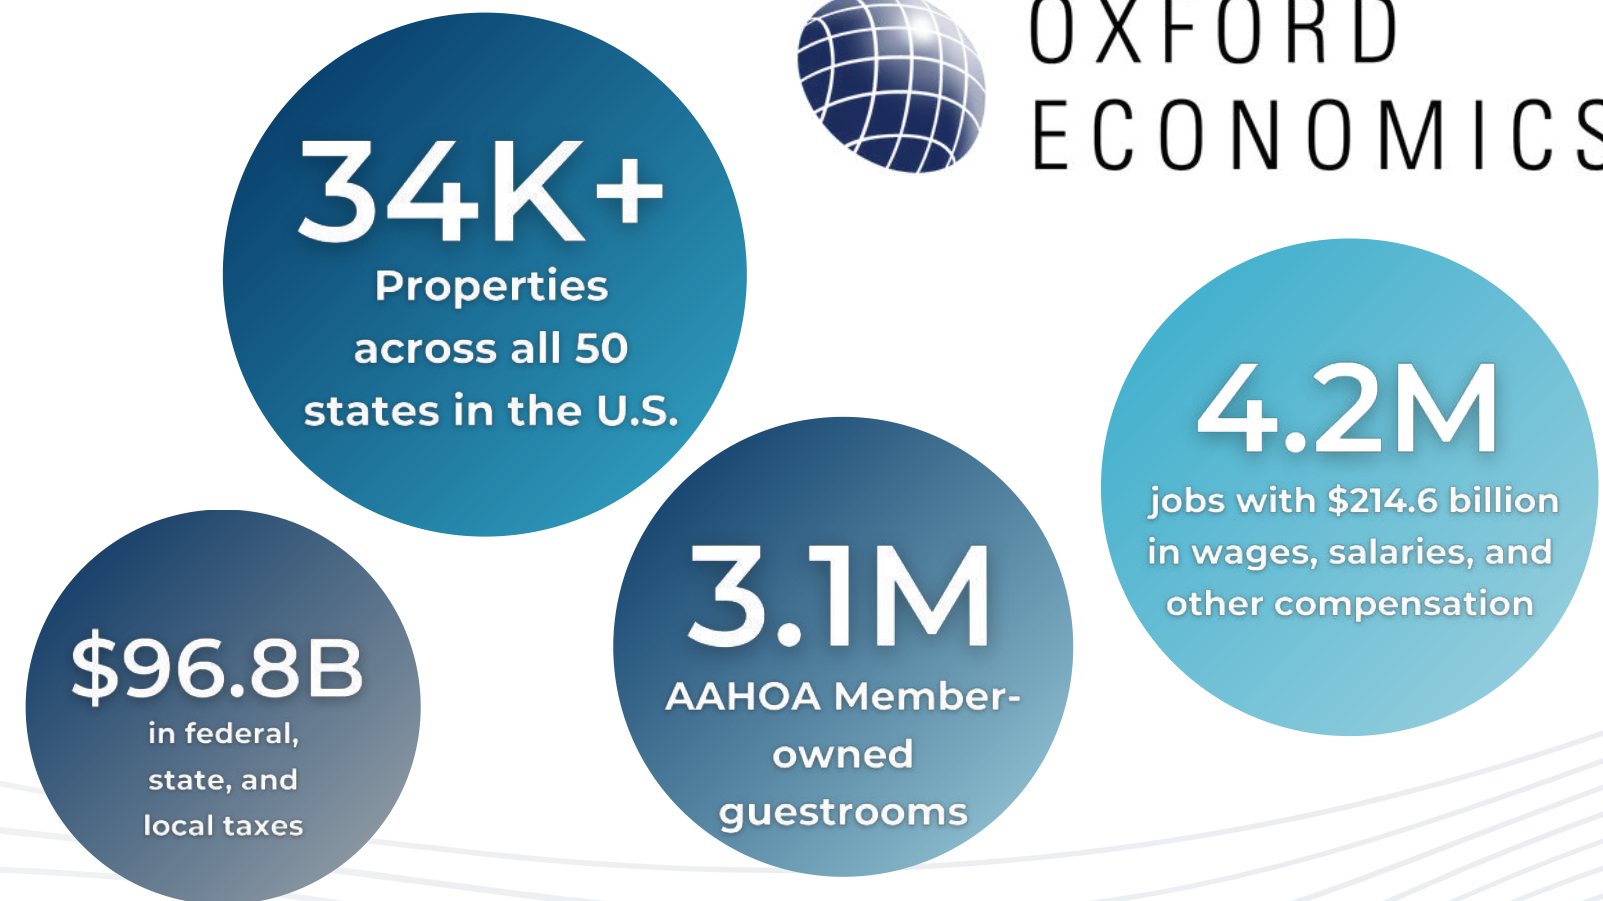 OXFORD
ECONOMICS
34K+
Properties
across all 50
states in the U.S.
4.2M
jobs with $214.6 billion
in wages, salaries, and
other compensation
3.1M
AAHOA Member-
owned
guestrooms
$96.8B
in federal,
state, and
local taxes